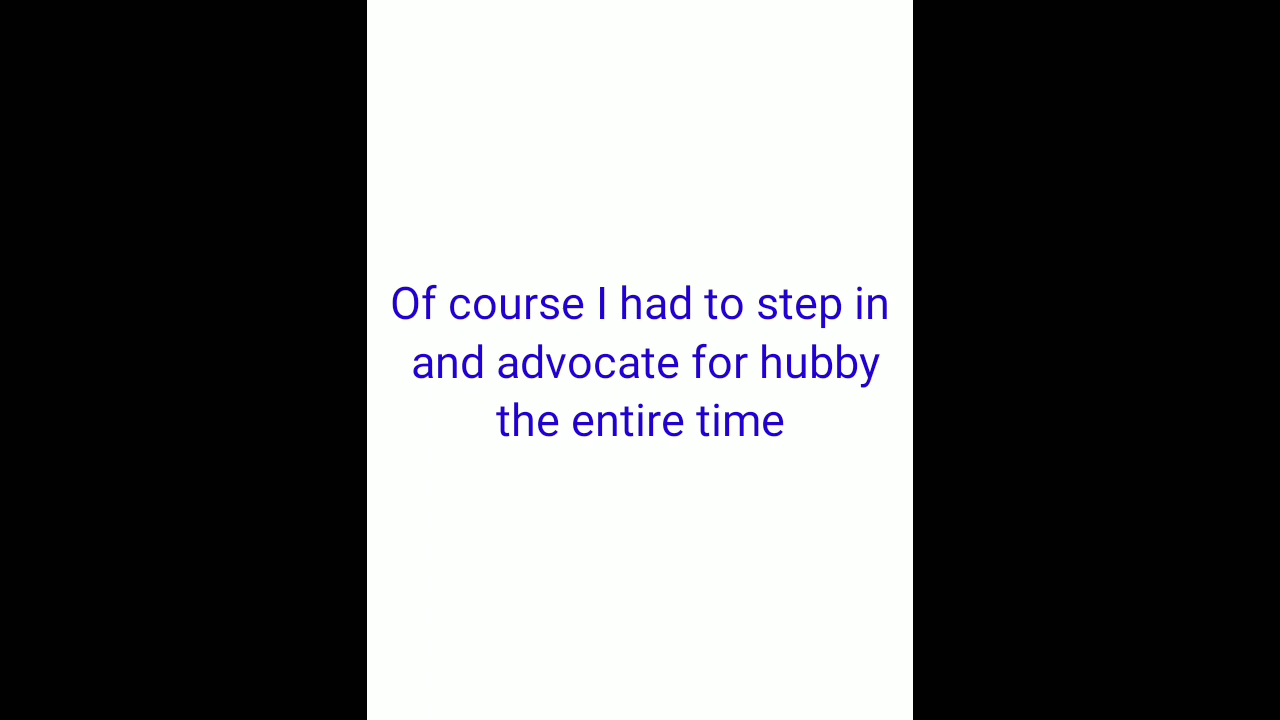 Of course I had to step in
and advocate for hubby
the entire time